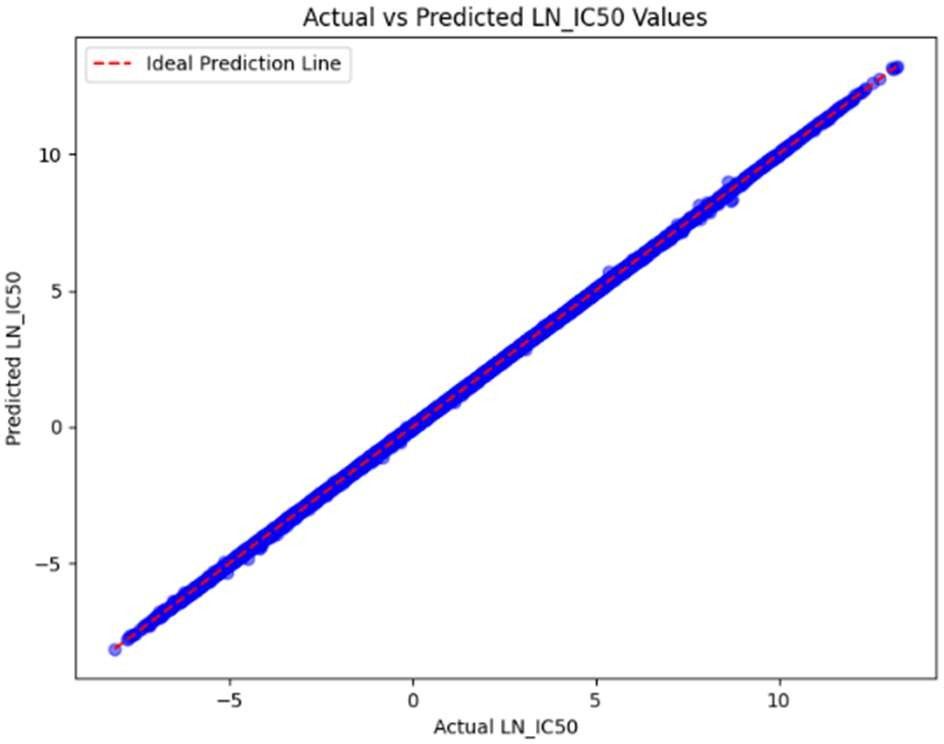 Actual vs Predicted LN_IC50 Values
Ideal Prediction Line
10
5
0
−5
Predicted LN_IC50
−5 0 5 10
Actual LN_IC50